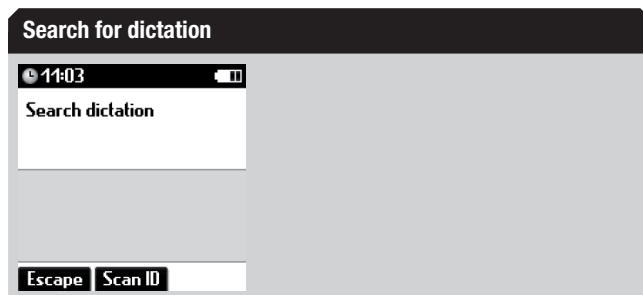 Search for dictation
11:03
Search dictation
Escape Scan ID